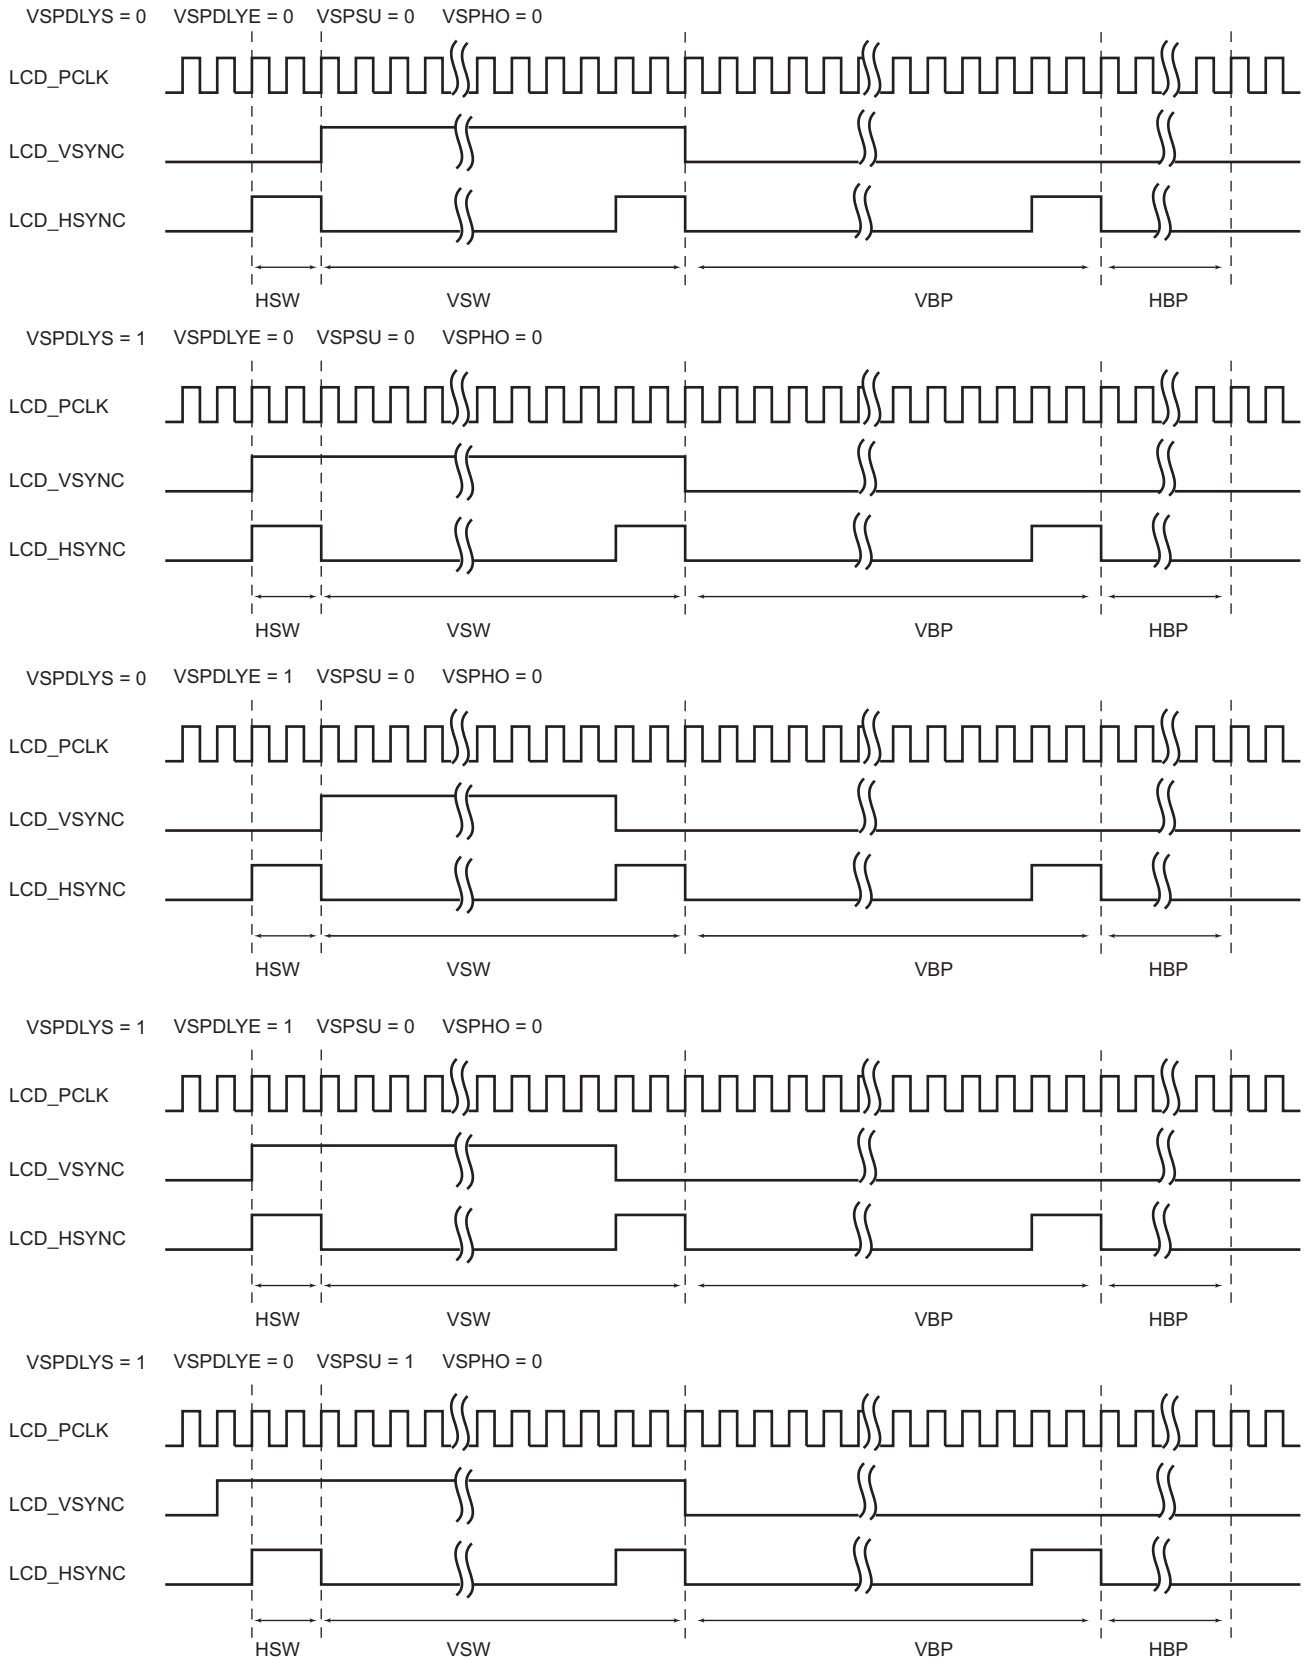 VSPDLYS = 0 VSPDLYE = 0 VSPSU = 0 VSPHO = 0
LCD_PCLK
LCD_VSYNC
LCD_HSYNC
HSW VSW VBP HBP
VSPDLYS = 1 VSPDLYE = 0 VSPSU = 0 VSPHO = 0
LCD_PCLK
LCD_VSYNC
LCD_HSYNC
HSW VSW VBP HBP
VSPDLYS = 0 VSPDLYE = 1 VSPSU = 0 VSPHO = 0
LCD_PCLK
LCD_VSYNC
LCD_HSYNC
HSW VSW VBP HBP
VSPDLYS = 1 VSPDLYE = 1 VSPSU = 0 VSPHO = 0
LCD_PCLK
LCD_VSYNC
LCD_HSYNC
HSW VSW VBP HBP
VSPDLYS = 1 VSPDLYE = 0 VSPSU = 1 VSPHO = 0
LCD_PCLK
LCD_VSYNC
LCD_HSYNC
HSW VSW VBP HBP